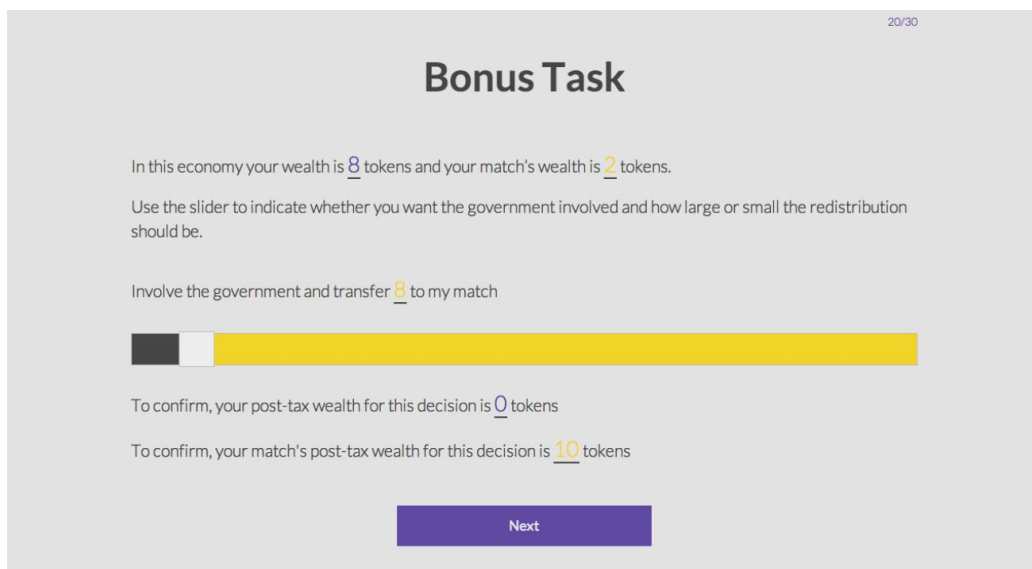 20/30
Bonus Task
In this economy your wealth is 8 tokens and your match's wealth is 2 tokens.
Use the slider to indicate whether you want the government involved and how large or small the redistribution
should be.
Involve the government and transfer 8 to my match
To confirm, your post-tax wealth for this decision is 0 tokens
To confirm, your match's post-tax wealth for this decision is 10 tokens
Next